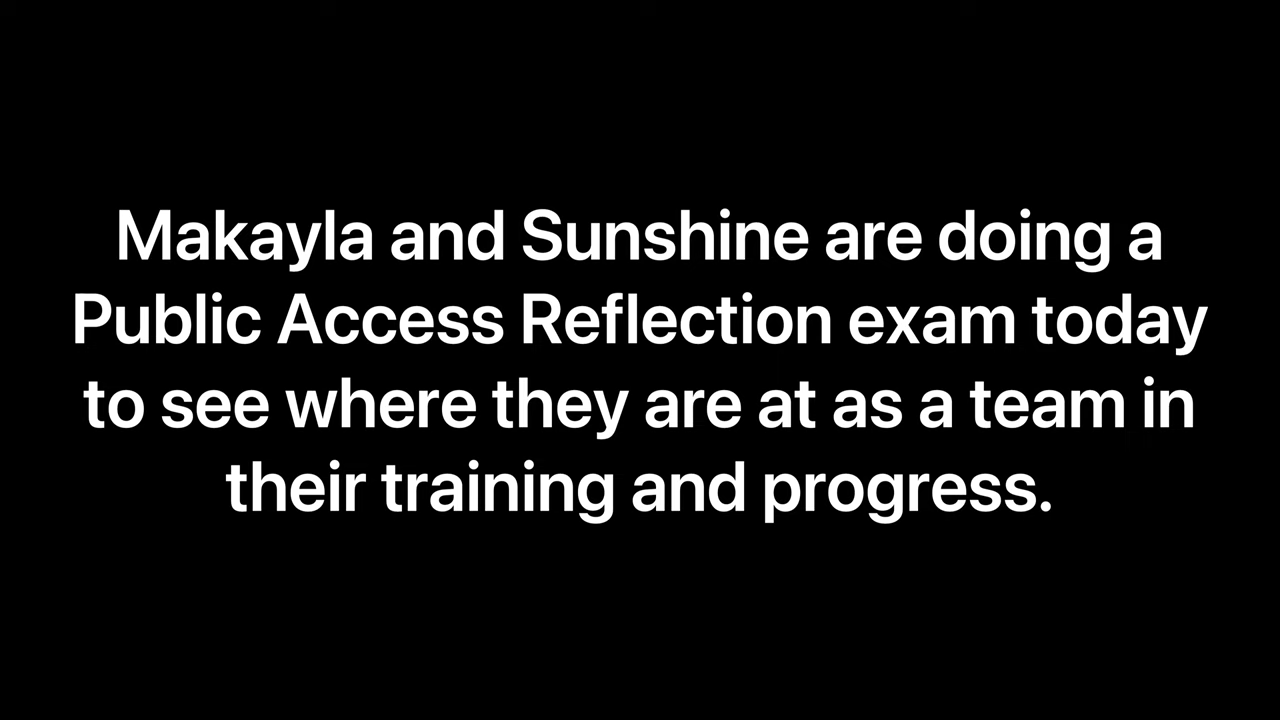 Makayla and Sunshine are doing a
Public Access Reflection exam today
to see where they are at as a team in
their training and progress.